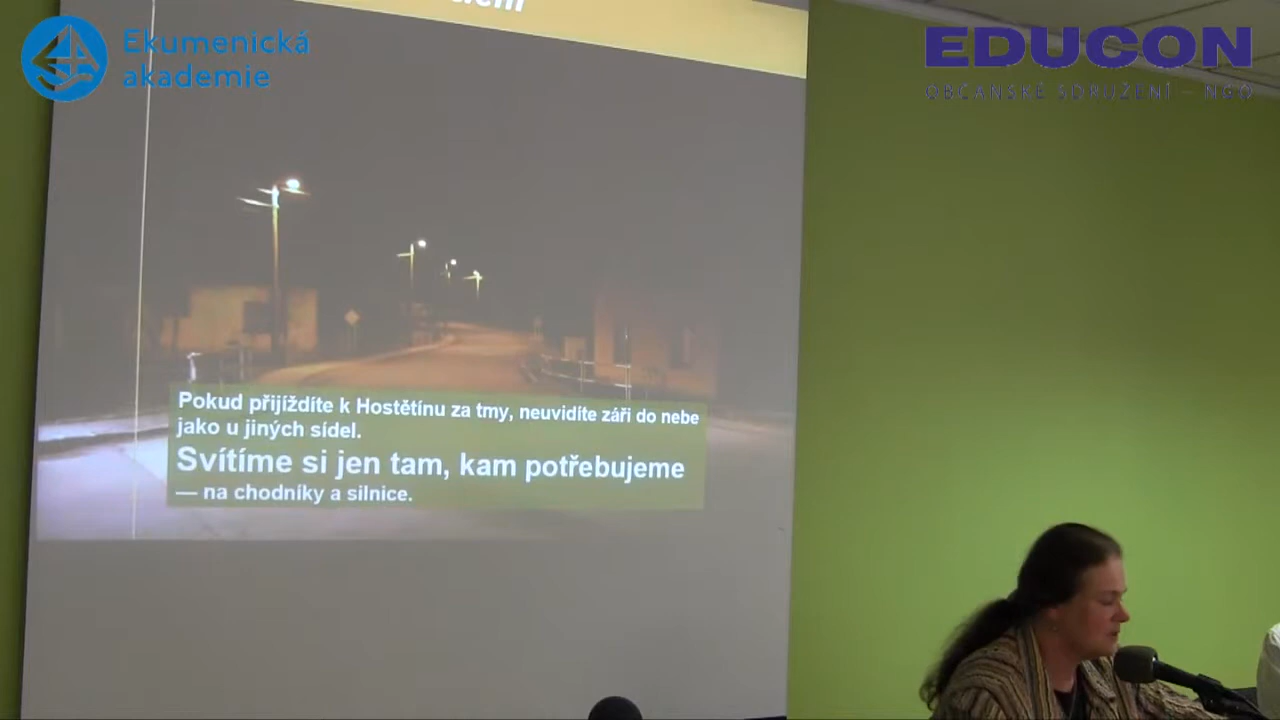 Ekumenická
akademie
EDUCON
OBČANSKÉ SDRUŽENÍ – NGO
Pokud přijíždíte k Hostětínu za tmy, neuvidíte záři do nebe
jako u jiných sídel.
Svítíme si jen tam, kam potřebujeme
— na chodníky a silnice.